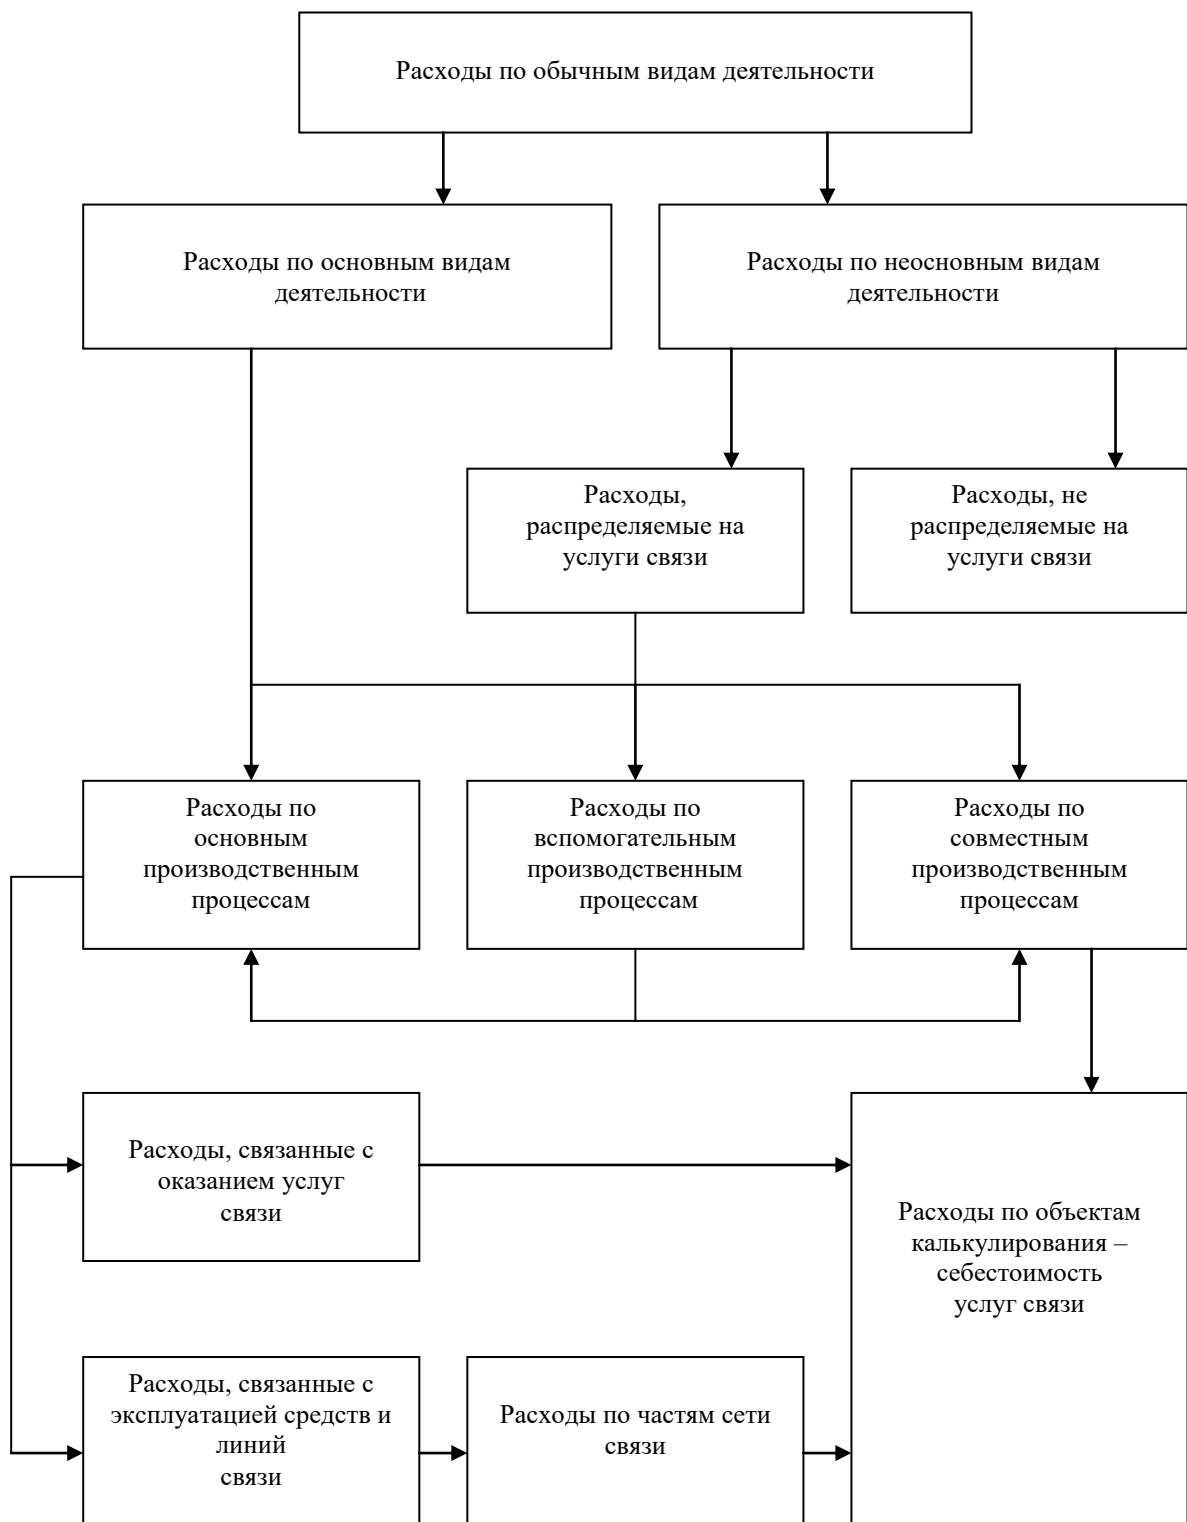 Расходы по обычным видам деятельности
Расходы по основным видам
деятельности
Расходы по неосновным видам
деятельности
Расходы,
распределяемые на
услуги связи
Расходы, не
распределяемые на
услуги связи
Расходы по
основным
производственным
процессам
Расходы по
вспомогательным
производственным
процессам
Расходы по
совместным
производственным
процессам
Расходы, связанные с
оказанием услуг
связи
Расходы по объектам
калькулирования –
себестоимость
услуг связи
Расходы, связанные с
эксплуатацией средств и
линий
связи
Расходы по частям сети
связи